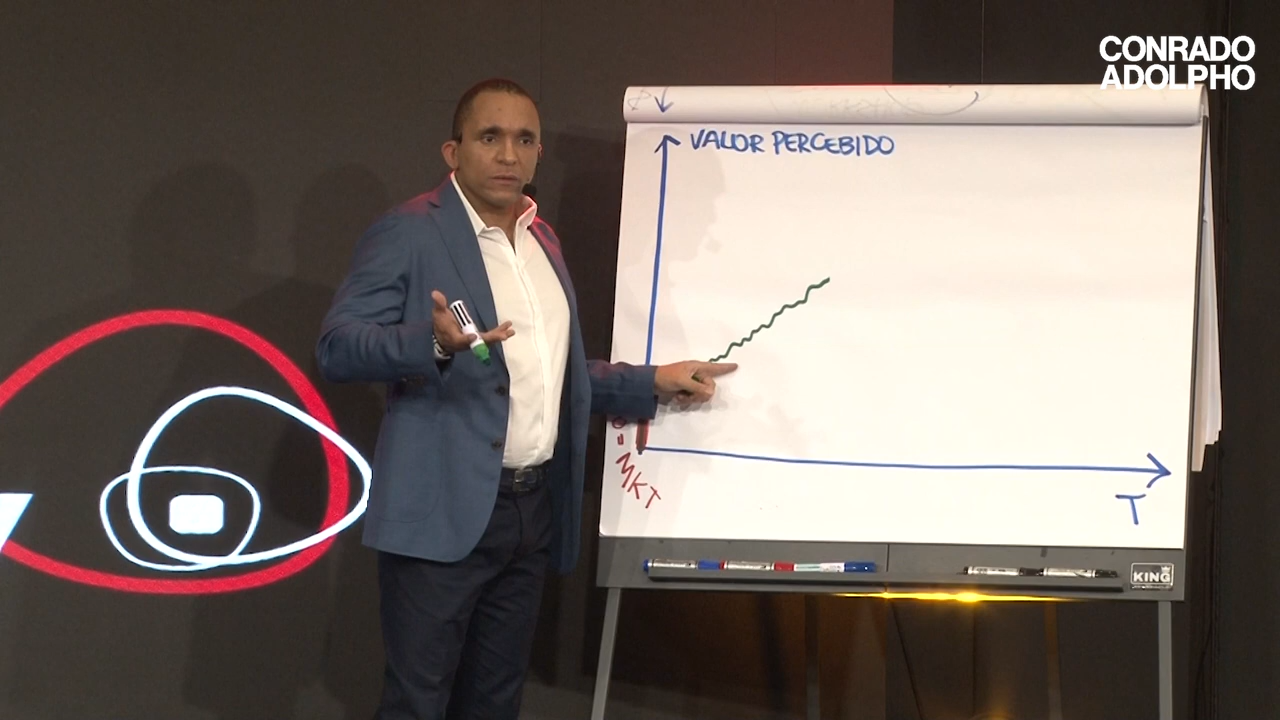 CONRADO
ADOLPHO
VALOR PERCEBIDO
MKT
T
KING